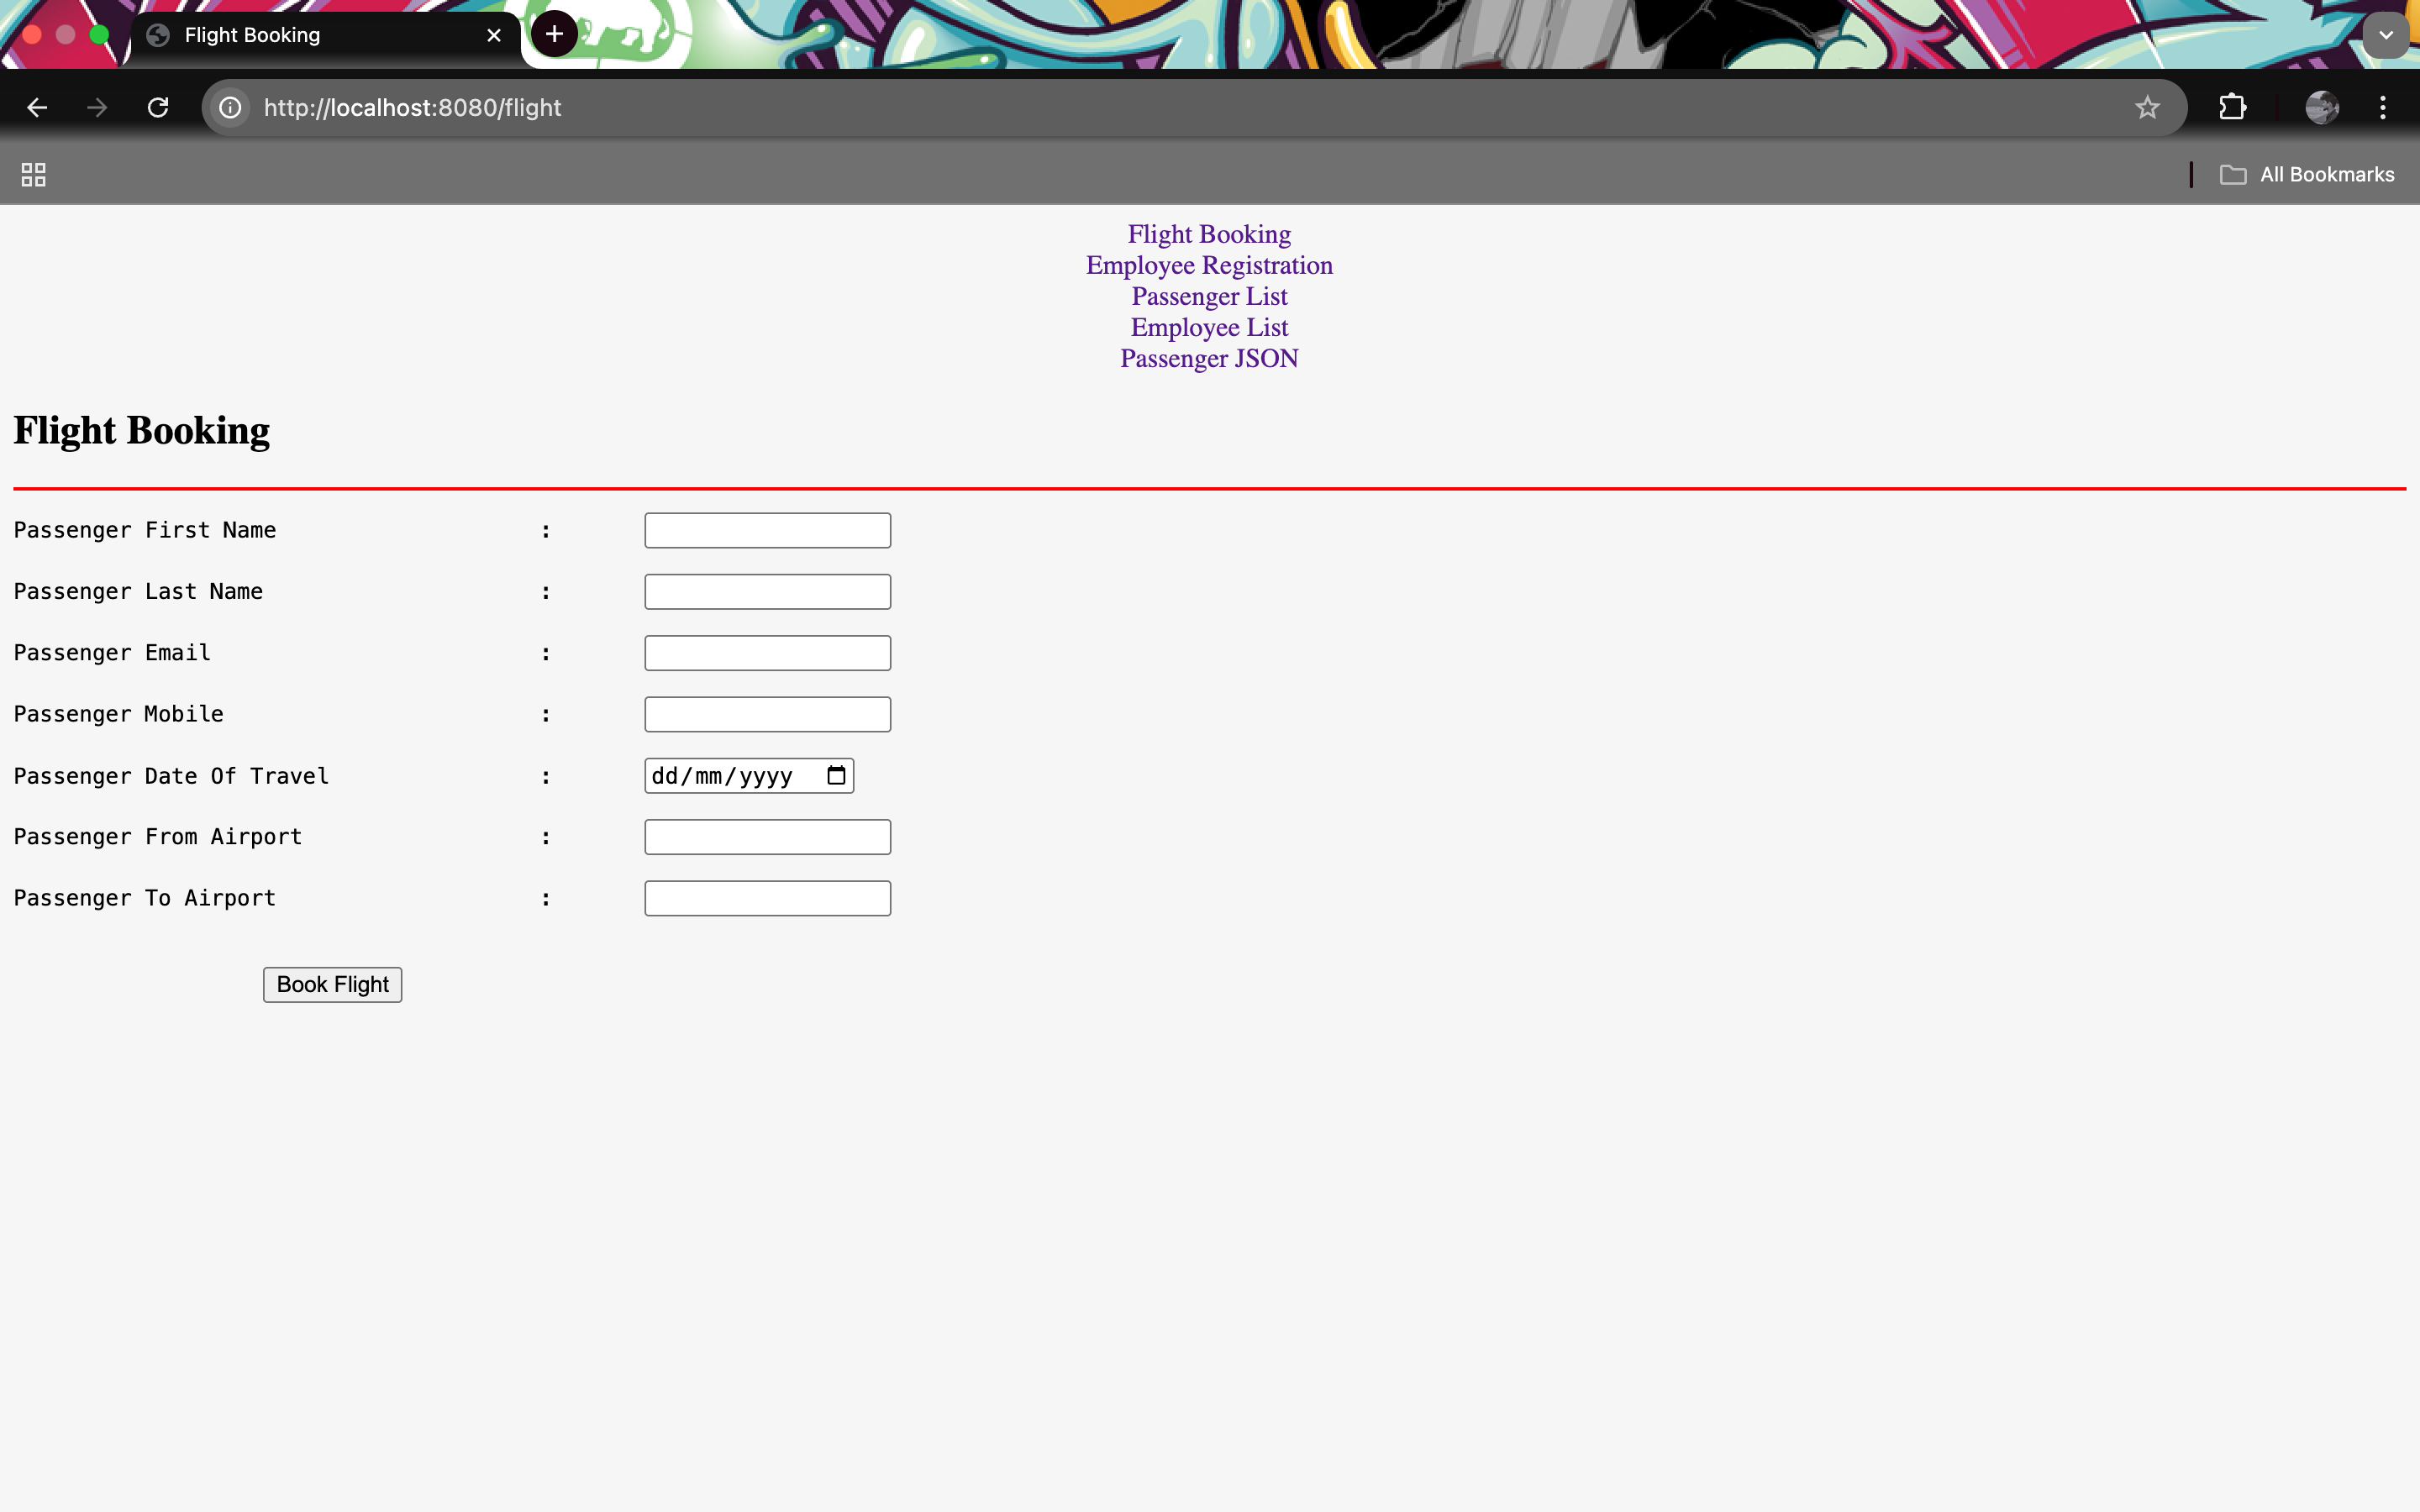 Flight Booking
http://localhost:8080/flight
All Bookmarks
Flight Booking
Employee Registration
Passenger List
Employee List
Passenger JSON
Flight Booking
Passenger First Name :
Passenger Last Name :
Passenger Email :
Passenger Mobile :
Passenger Date Of Travel : dd/mm/yyyy
Passenger From Airport :
Passenger To Airport :
Book Flight